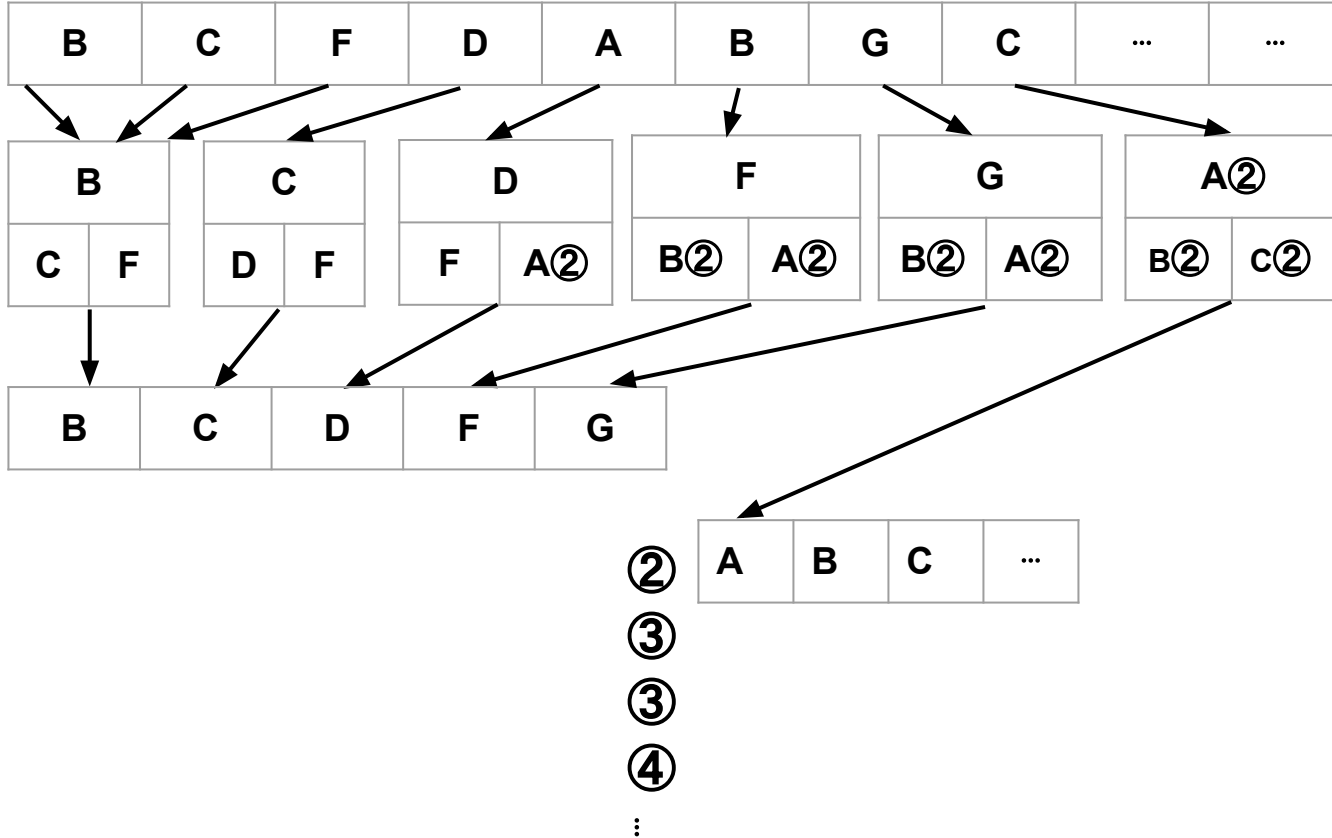 B C F D A B G C … …
B C D F G A②
C F D F F A② B② A② B② A② B② C②
B C D F G
② A B C …
③
③
④
⋮